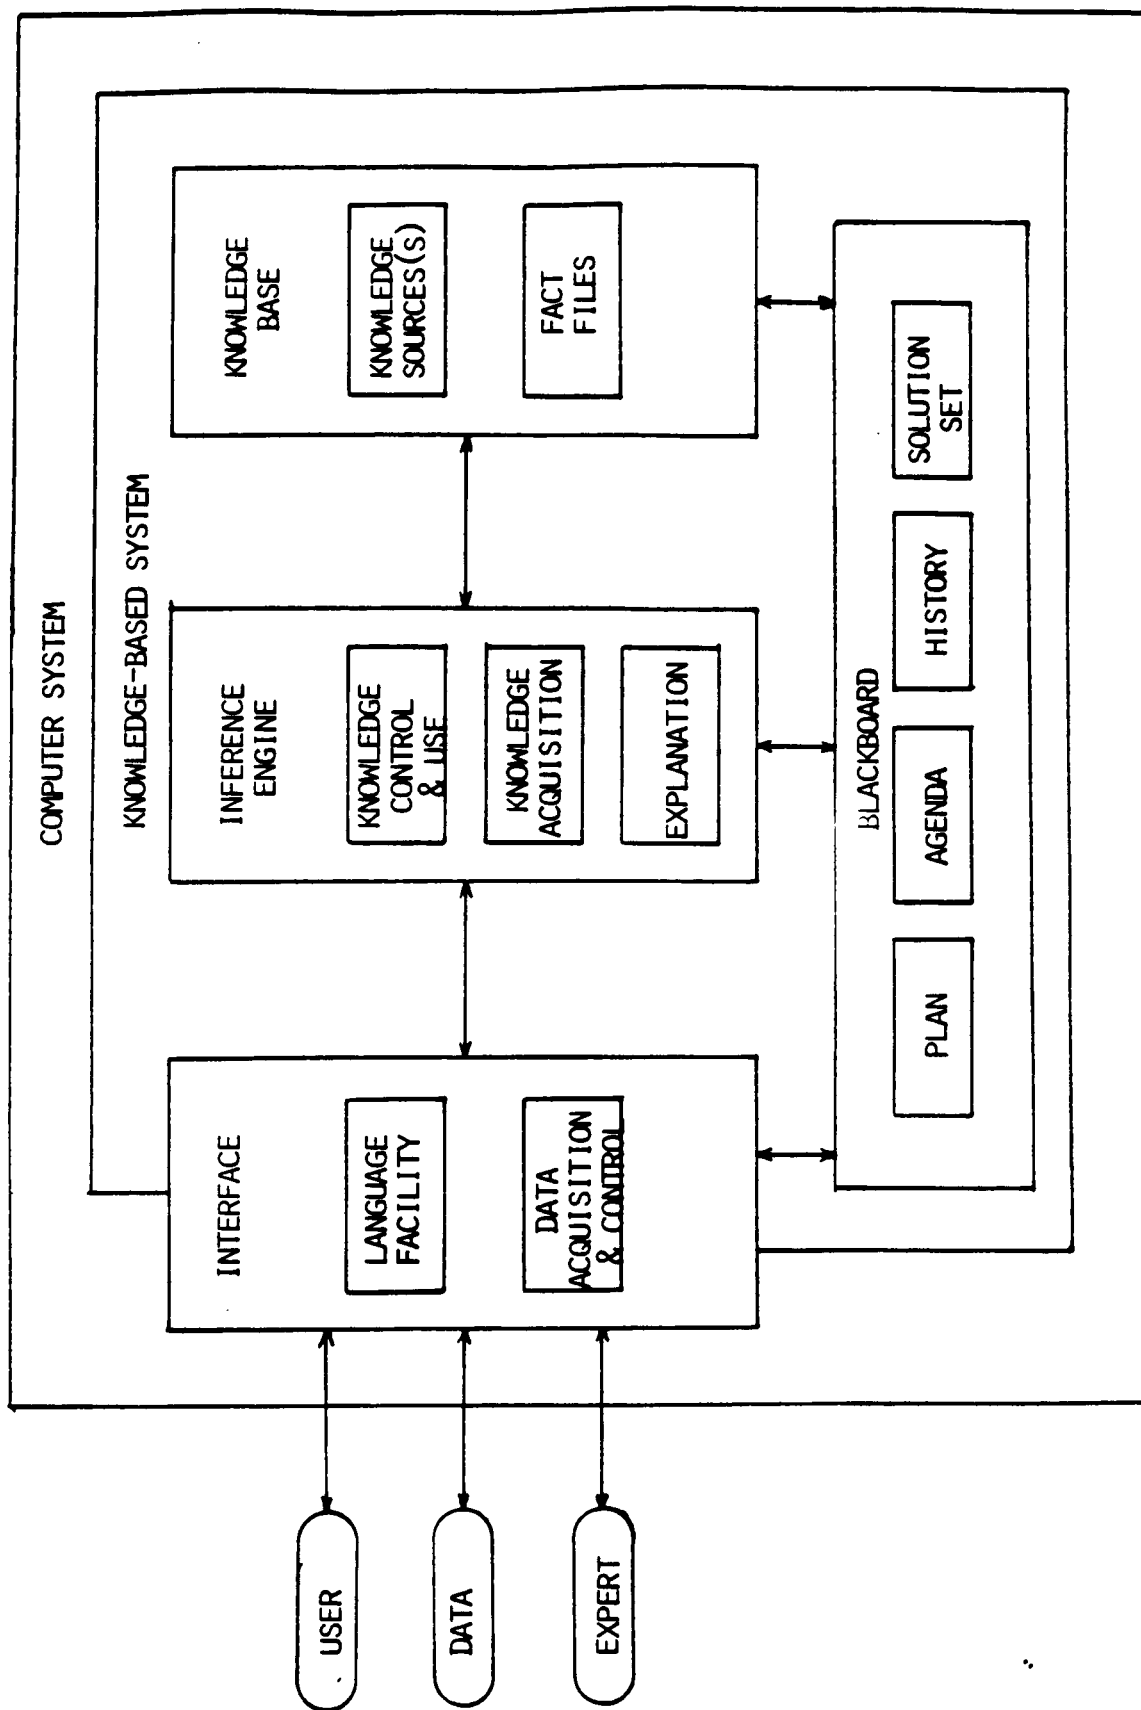 COMPUTER SYSTEM
KNOWLEDGE-BASED SYSTEM
INTERFACE
LANGUAGE
FACILITY
DATA
ACQUISITION
& CONTROL
INFERENCE
ENGINE
KNOWLEDGE
CONTROL
& USE
KNOWLEDGE
ACQUISITION
EXPLANATION
KNOWLEDGE
BASE
KNOWLEDGE
SOURCES(S)
FACT
FILES
USER
DATA
EXPERT
BLACKBOARD
PLAN
AGENDA
HISTORY
SOLUTION
SET